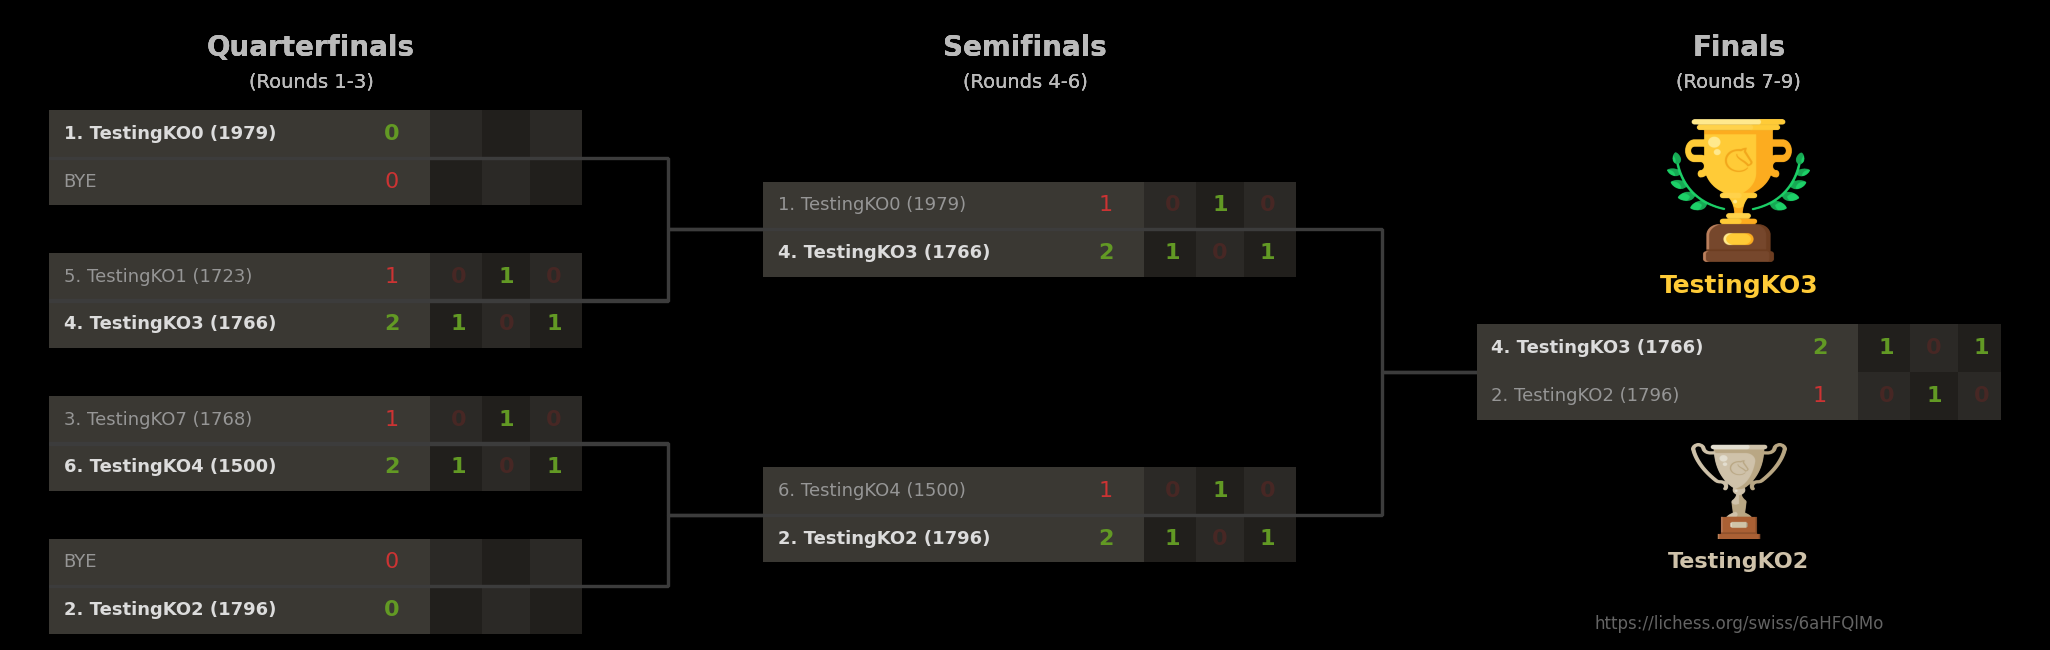 Quarterfinals
(Rounds 1-3)
1. TestingKO0 (1979) 0
BYE 0
5. TestingKO1 (1723) 1 0 1 0
4. TestingKO3 (1766) 2 1 0 1
3. TestingKO7 (1768) 1 0 1 0
6. TestingKO4 (1500) 2 1 0 1
BYE 0
2. TestingKO2 (1796) 0
Semifinals
(Rounds 4-6)
1. TestingKO0 (1979) 1 0 1 0
4. TestingKO3 (1766) 2 1 0 1
6. TestingKO4 (1500) 1 0 1 0
2. TestingKO2 (1796) 2 1 0 1
Finals
(Rounds 7-9)
TestingKO3
4. TestingKO3 (1766) 2 1 0 1
2. TestingKO2 (1796) 1 0 1 0
TestingKO2
https://lichess.org/swiss/6aHFQlMo